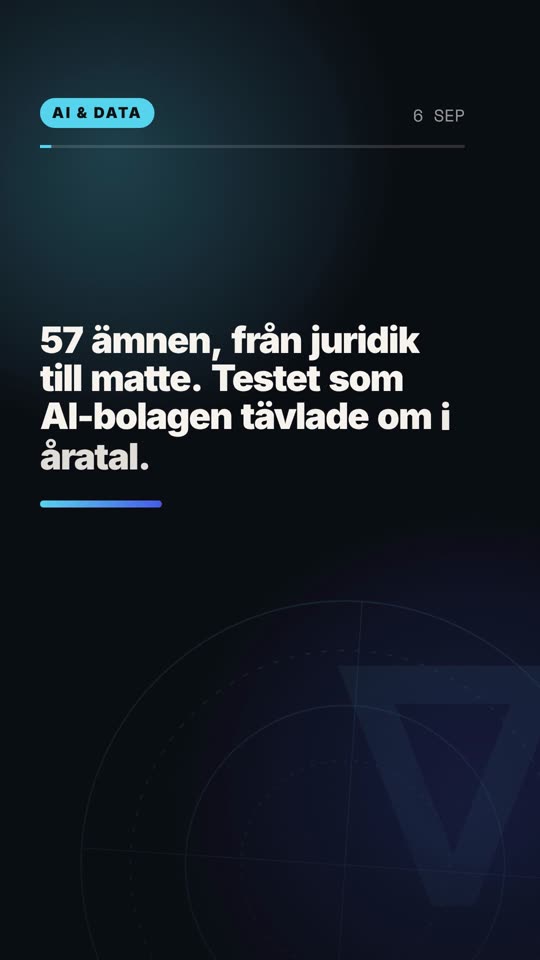 AI & DATA
6 SEP
57 ämnen, från juridik
till matte. Testet som
AI-bolagen tävlade om i
åratal.